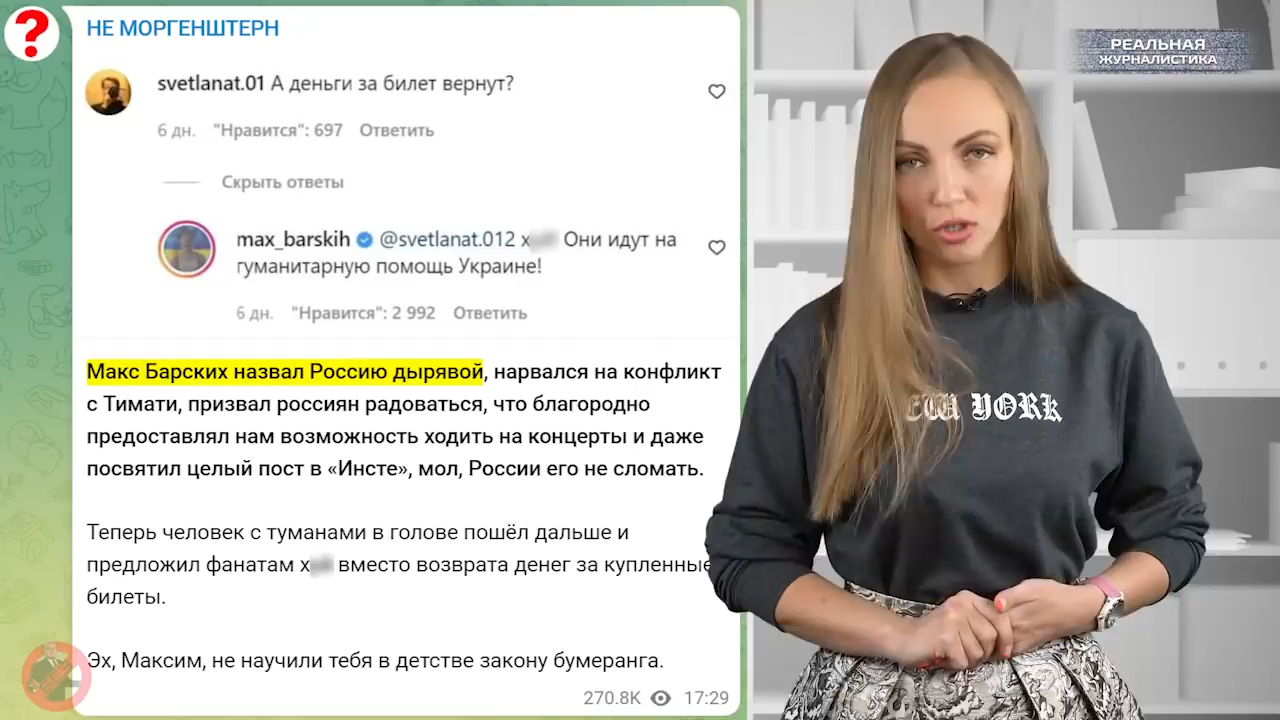 ?
НЕ МОРГЕНШТЕРН
svetlanat.01 А деньги за билет вернут?
6 дн. "Нравится": 697 Ответить
Скрыть ответы
max_barskih @svetlanat.012 х Они идут на
гуманитарную помощь Украине!
6 дн. "Нравится": 2 992 Ответить
Макс Барских назвал Россию дырявой, нарвался на конфликт
с Тимати, призвал россиян радоваться, что благородно
предоставлял нам возможность ходить на концерты и даже
посвятил целый пост в «Инсте», мол, России его не сломать.
Теперь человек с туманами в голове пошёл дальше и
предложил фанатам х вместо возврата денег за купленные
билеты.
Эх, Максим, не научили тебя в детстве закону бумеранга.
270.8K 17:29
РЕАЛЬНАЯ
ЖУРНАЛИСТИКА
YORK